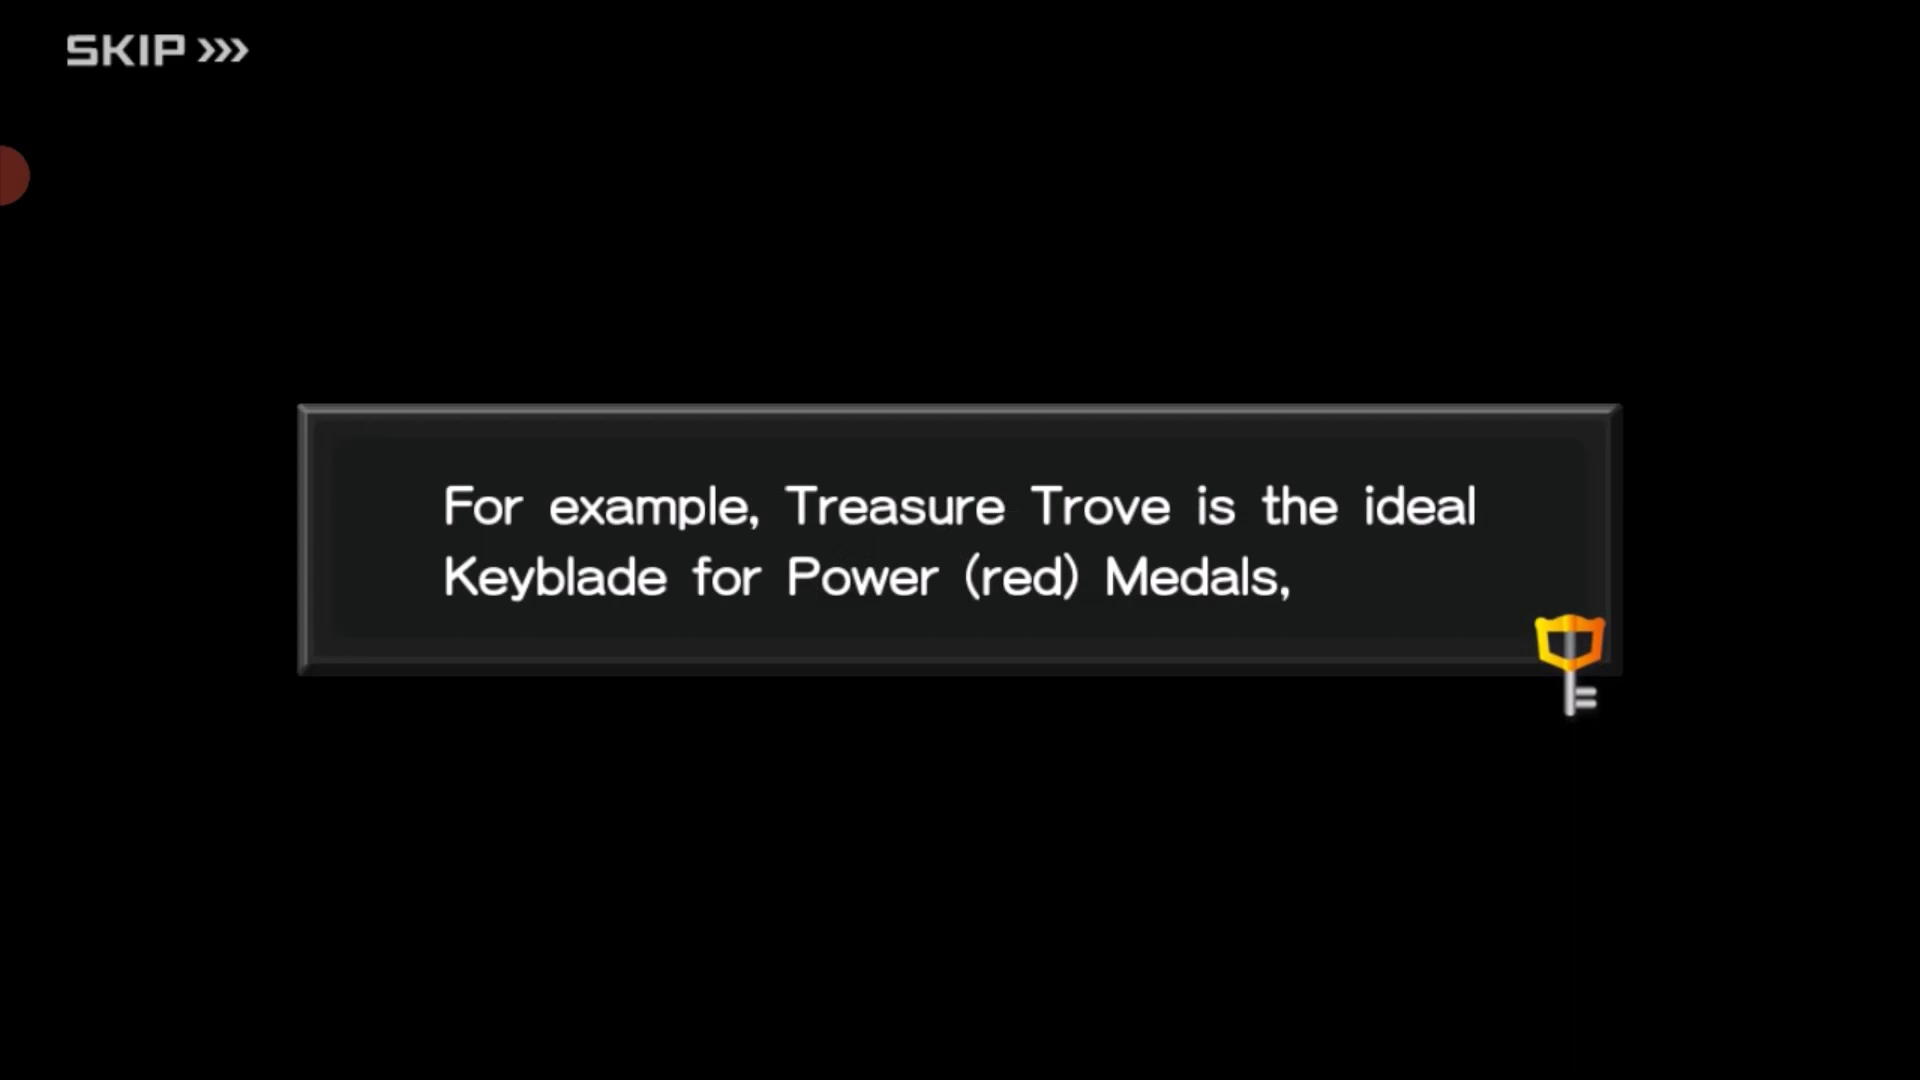 SKIP >>>
For example, Treasure Trove is the ideal
Keyblade for Power (red) Medals,